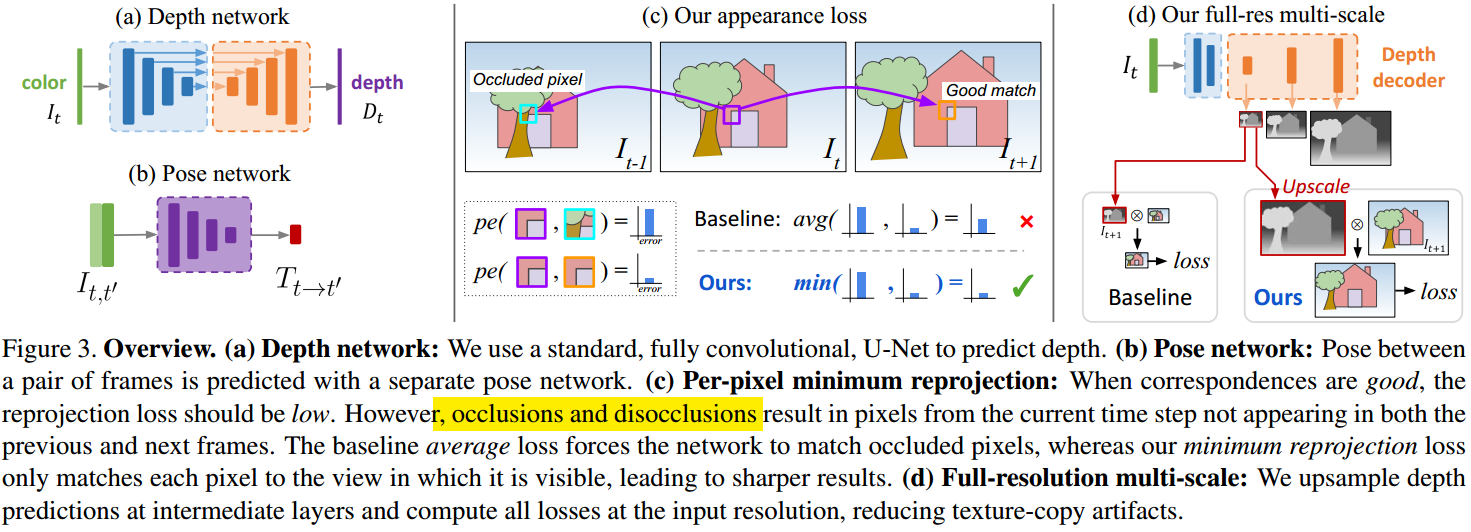 (a) Depth network
color
I_t
depth
D_t
(b) Pose network
I_{t,t'}
T_{t→t'}
(c) Our appearance loss
Occluded pixel
Good match
I_{t-1}
I_t
I_{t+1}
pe( , ) = error
pe( , ) = error
Baseline: avg( , ) = ×
Ours: min( , ) = ✓
(d) Our full-res multi-scale
I_t
Depth
decoder
Upscale
⊗
I_{t+1}
loss
Baseline
⊗
I_{t+1}
Ours
loss
Figure 3. Overview. (a) Depth network: We use a standard, fully convolutional, U-Net to predict depth. (b) Pose network: Pose between
a pair of frames is predicted with a separate pose network. (c) Per-pixel minimum reprojection: When correspondences are good, the
reprojection loss should be low. However, occlusions and disocclusions result in pixels from the current time step not appearing in both the
previous and next frames. The baseline average loss forces the network to match occluded pixels, whereas our minimum reprojection loss
only matches each pixel to the view in which it is visible, leading to sharper results. (d) Full-resolution multi-scale: We upsample depth
predictions at intermediate layers and compute all losses at the input resolution, reducing texture-copy artifacts.